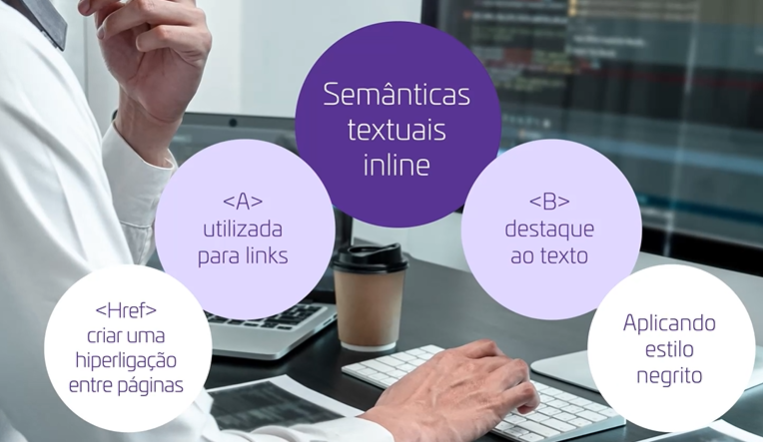 Semânticas
textuais
inline
<A>
utilizada
para links
<B>
destaque
ao texto
<Href>
criar uma
hiperligação
entre páginas
Aplicando
estilo
negrito